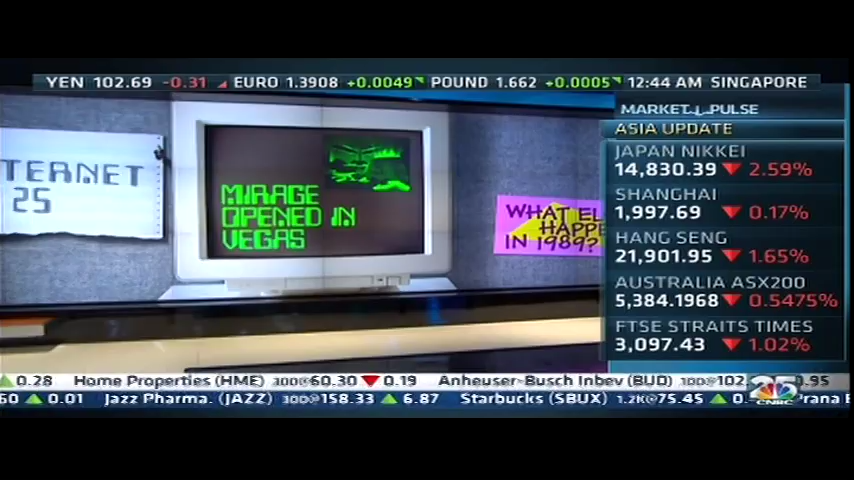 YEN 102.69 -0.31 EURO 1.3908 +0.0049 POUND 1.662 +0.0005 12:44 AM SINGAPORE
TERNET
25
MIRAGE
OPENED IN
VEGAS
WHAT EL
HAPPE
IN 1989?
MARKET PULSE
ASIA UPDATE
JAPAN NIKKEI
14,830.39 2.59%
SHANGHAI
1,997.69 0.17%
HANG SENG
21,901.95 1.65%
AUSTRALIA ASX200
5,384.1968 0.5475%
FTSE STRAITS TIMES
3,097.43 1.02%
0.28 Home Properties (HME) 300@60.30 0.19 Anheuser-Busch Inbev (BUD) 100@102. .95
60 0.01 Jazz Pharma. (JAZZ) 300@158.33 6.87 Starbucks (SBUX) 1.2K@75.45 0. Prana B
25
CNBC